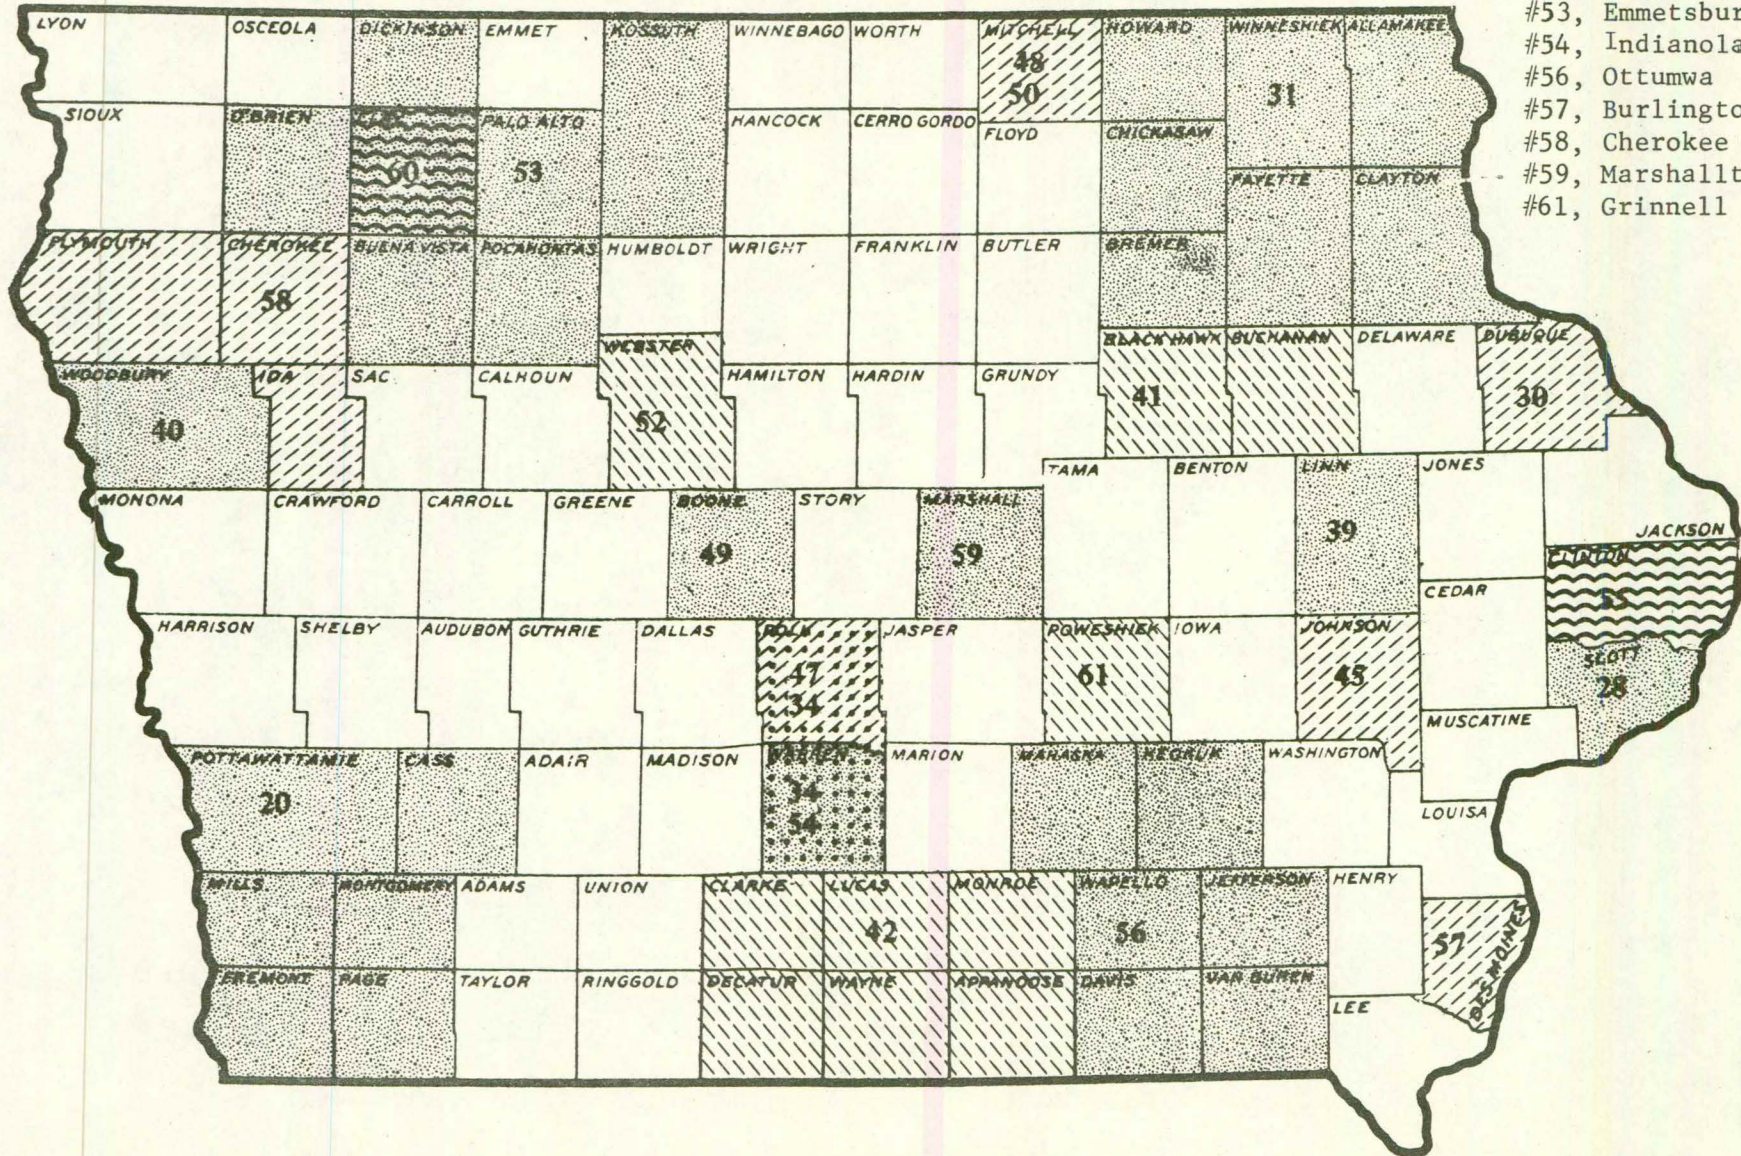 #53, Emmetsbur
#54, Indianola
#56, Ottumwa
#57, Burlingto
#58, Cherokee
#59, Marshallt
#61, Grinnell
LYON OSCEOLA DICKINSON EMMET KOSSUTH WINNEBAGO WORTH MITCHELL HOWARD WINNESHIEK ALLAMAKEE
48
50
31
SIOUX O'BRIEN CLAY PALO ALTO HANCOCK CERRO GORDO FLOYD CHICKASAW
60 53
FAYETTE CLAYTON
PLYMOUTH CHEROKEE BUENA VISTA POCAHONTAS HUMBOLDT WRIGHT FRANKLIN BUTLER BREMER
58
WEBSTER BLACK HAWK BUCHANAN DELAWARE DUBUQUE
WOODBURY IDA SAC CALHOUN HAMILTON HARDIN GRUNDY
40 52 41 30
TAMA BENTON LINN JONES
MONONA CRAWFORD CARROLL GREENE BOONE STORY MARSHALL
49 59 39
JACKSON
CLINTON
55
CEDAR
HARRISON SHELBY AUDUBON GUTHRIE DALLAS POLK JASPER POWESHIEK IOWA JOHNSON
SCOTT
47 61 45 28
34
MUSCATINE
POTTAWATTAMIE CASS ADAIR MADISON WARREN MARION MAHASKA KEOKUK WASHINGTON
20 34
54
LOUISA
MILLS MONTGOMERY ADAMS UNION CLARKE LUCAS MONROE WAPELLO JEFFERSON HENRY
42 56 57
DES MOINES
FREMONT PAGE TAYLOR RINGGOLD DECATUR WAYNE APPANOOSE DAVIS VAN BUREN
LEE